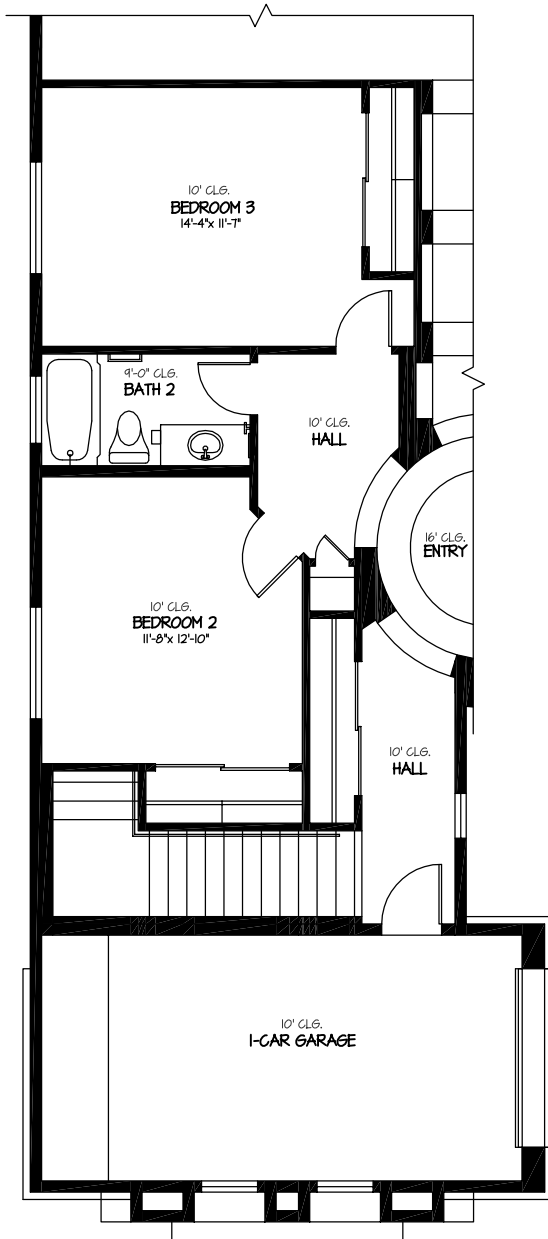 10' CLG.
BEDROOM 3
14'-4"x 11'-7"
9'-0" CLG.
BATH 2
10' CLG.
HALL
16' CLG.
ENTRY
10' CLG.
BEDROOM 2
11'-8"x 12'-10"
10' CLG.
HALL
10' CLG.
1-CAR GARAGE